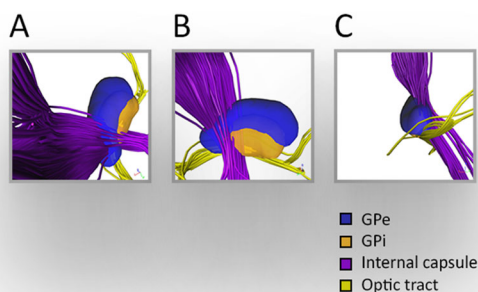 A B C
GPe
GPi
Internal capsule
Optic tract